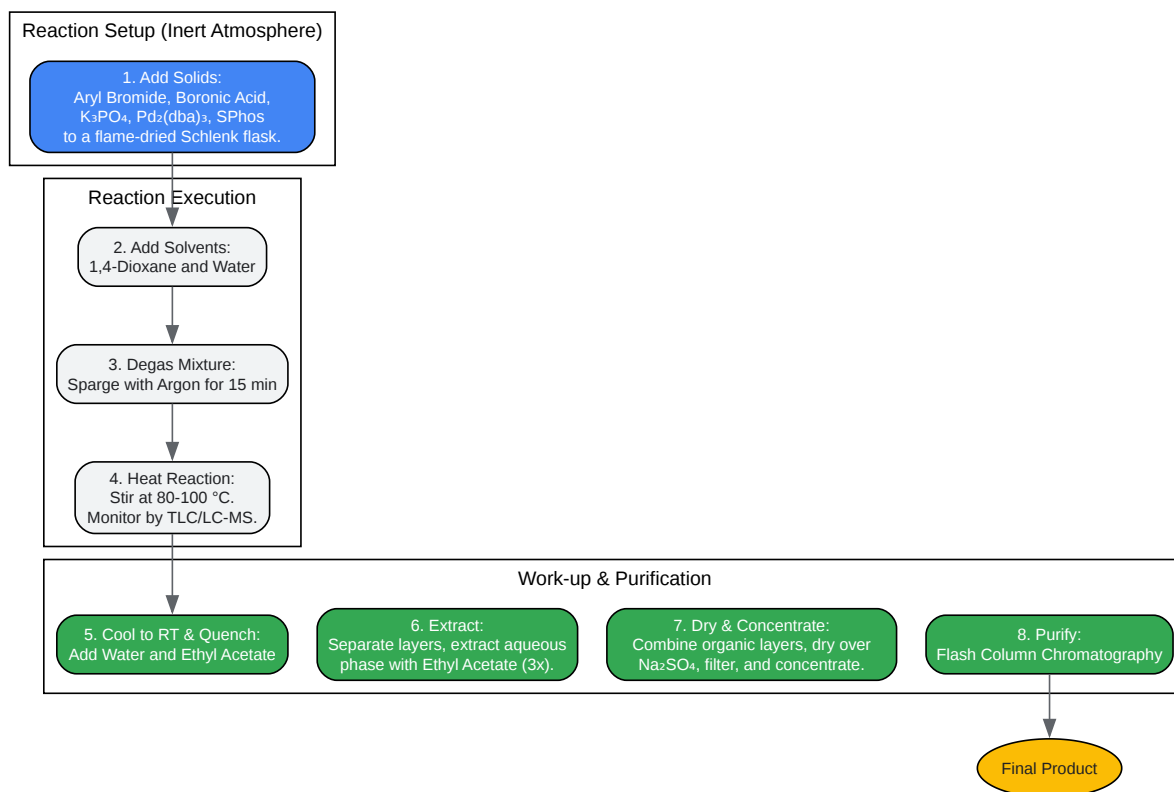 Reaction Setup (Inert Atmosphere)
1. Add Solids:
Aryl Bromide, Boronic Acid,
K₃PO₄, Pd₂(dba)₃, SPhos
to a flame-dried Schlenk flask.
Reaction Execution
2. Add Solvents:
1,4-Dioxane and Water
3. Degas Mixture:
Sparge with Argon for 15 min
4. Heat Reaction:
Stir at 80-100 °C.
Monitor by TLC/LC-MS.
Work-up & Purification
5. Cool to RT & Quench:
Add Water and Ethyl Acetate
6. Extract:
Separate layers, extract aqueous
phase with Ethyl Acetate (3x).
7. Dry & Concentrate:
Combine organic layers, dry over
Na₂SO₄, filter, and concentrate.
8. Purify:
Flash Column Chromatography
Final Product